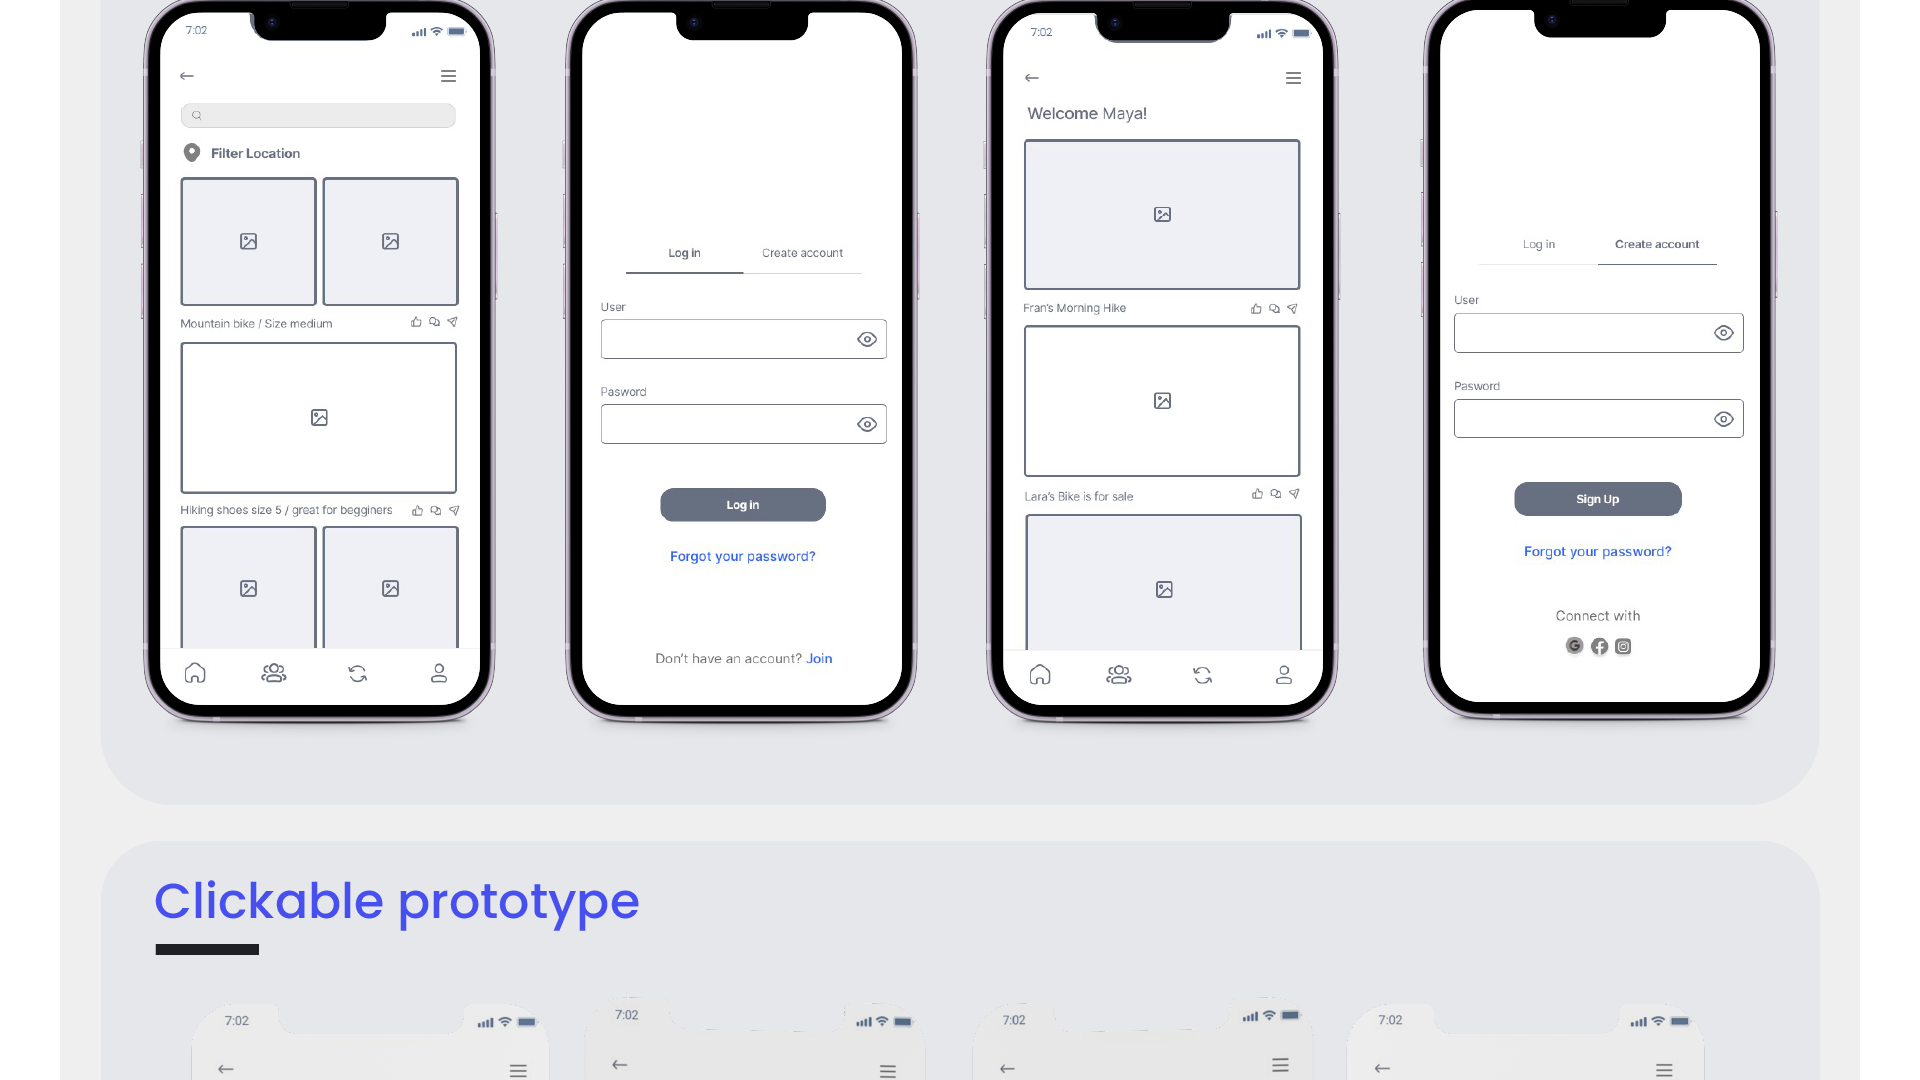 7:02
Filter Location
Mountain bike / Size medium
Hiking shoes size 5 / great for begginers
Log in
Create account
User
Pasword
Log in
Forgot your password?
Don't have an account? Join
7:02
Welcome Maya!
Fran's Morning Hike
Lara's Bike is for sale
Log in
Create account
User
Pasword
Sign Up
Forgot your password?
Connect with
Clickable prototype
7:02
7:02
7:02
7:02